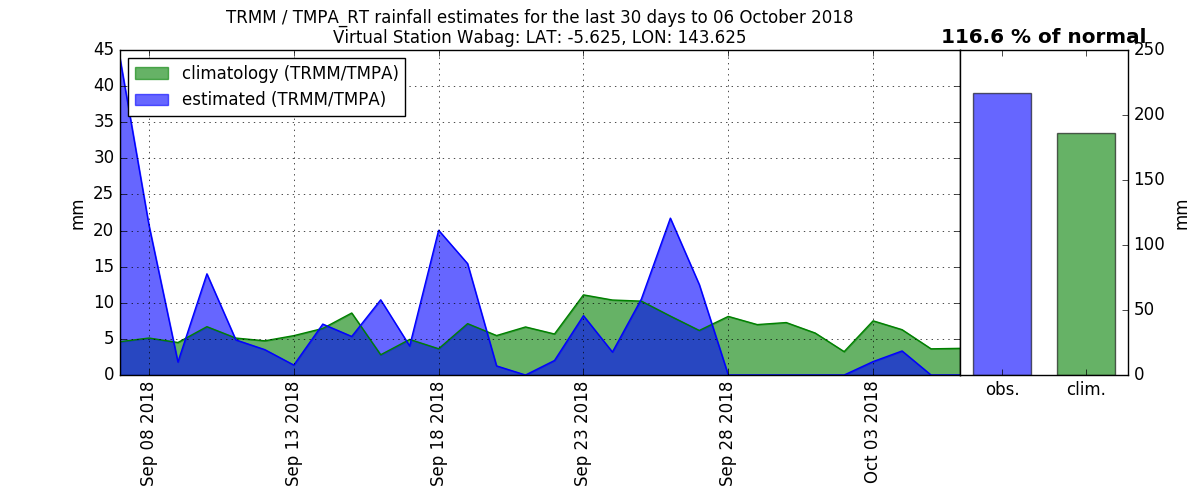 TRMM / TMPA_RT rainfall estimates for the last 30 days to 06 October 2018
Virtual Station Wabag: LAT: -5.625, LON: 143.625
116.6 % of normal
climatology (TRMM/TMPA)
estimated (TRMM/TMPA)
45
40
35
30
25
20
15
10
5
0
mm
Sep 08 2018
Sep 13 2018
Sep 18 2018
Sep 23 2018
Sep 28 2018
Oct 03 2018
250
200
150
100
50
0
mm
obs.
clim.